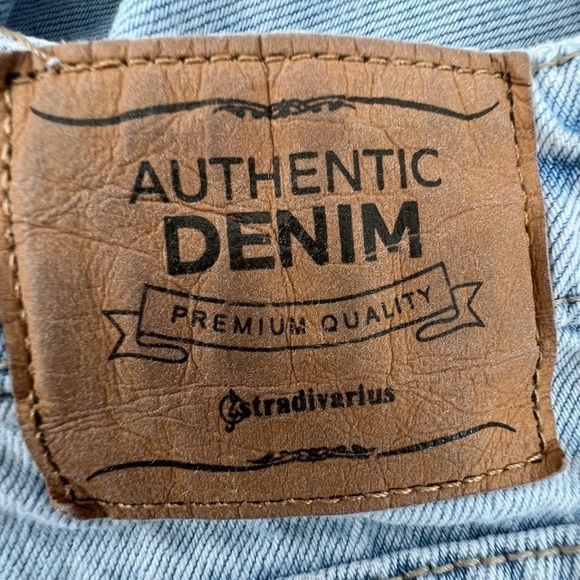 AUTHENTIC
DENIM
PREMIUM QUALITY
stradivarius